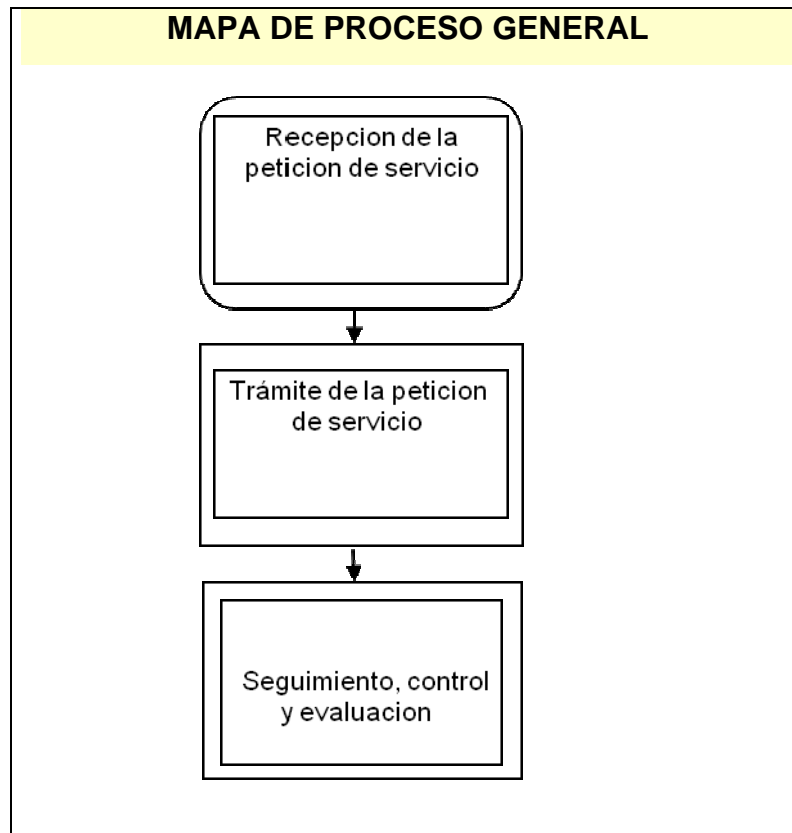 MAPA DE PROCESO GENERAL
Recepcion de la
peticion de servicio
Trámite de la peticion
de servicio
Seguimiento, control
y evaluacion